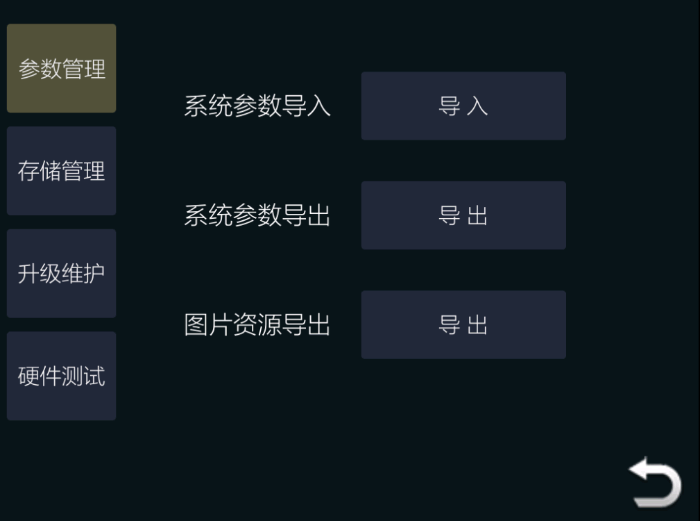 参数管理
存储管理
升级维护
硬件测试
系统参数导入
导入
系统参数导出
导出
图片资源导出
导出